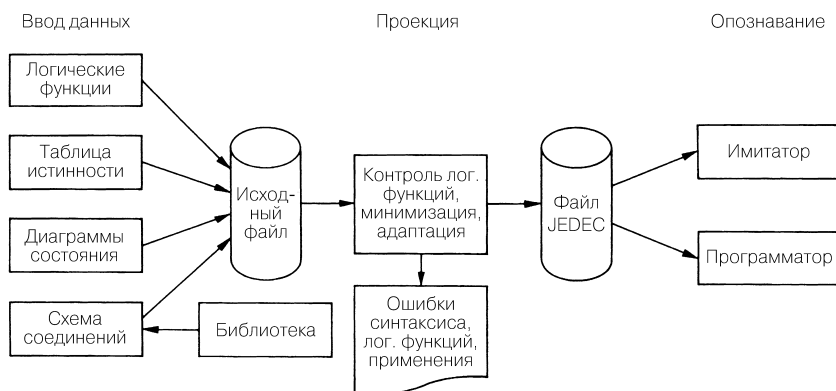 Ввод данных
Проекция
Опознавание
Логические
функции
Таблица
истинности
Диаграммы
состояния
Схема
соединений
Библиотека
Исход-
ный
файл
Контроль лог.
функций,
минимизация,
адаптация
Ошибки
синтаксиса,
лог. функций,
применения
Файл
JEDEC
Имитатор
Программатор